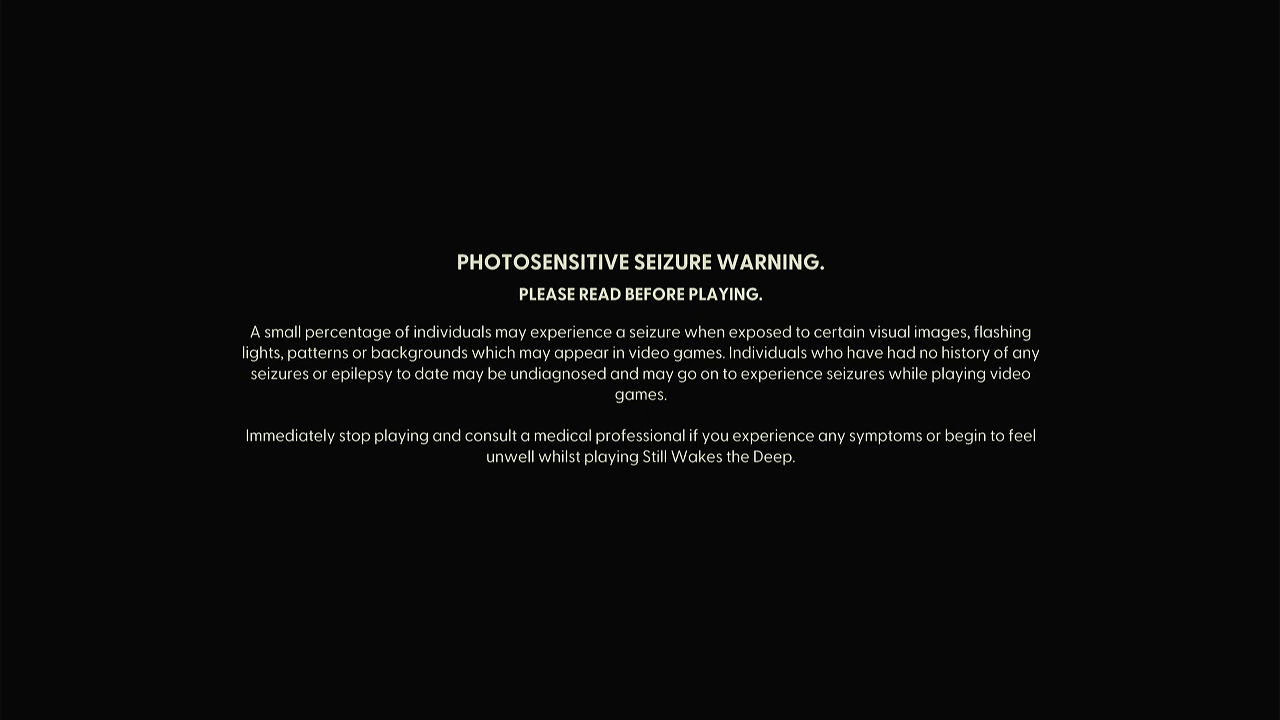 PHOTOSENSITIVE SEIZURE WARNING.
PLEASE READ BEFORE PLAYING.
A small percentage of individuals may experience a seizure when exposed to certain visual images, flashing
lights, patterns or backgrounds which may appear in video games. Individuals who have had no history of any
seizures or epilepsy to date may be undiagnosed and may go on to experience seizures while playing video
games.
Immediately stop playing and consult a medical professional if you experience any symptoms or begin to feel
unwell whilst playing Still Wakes the Deep.